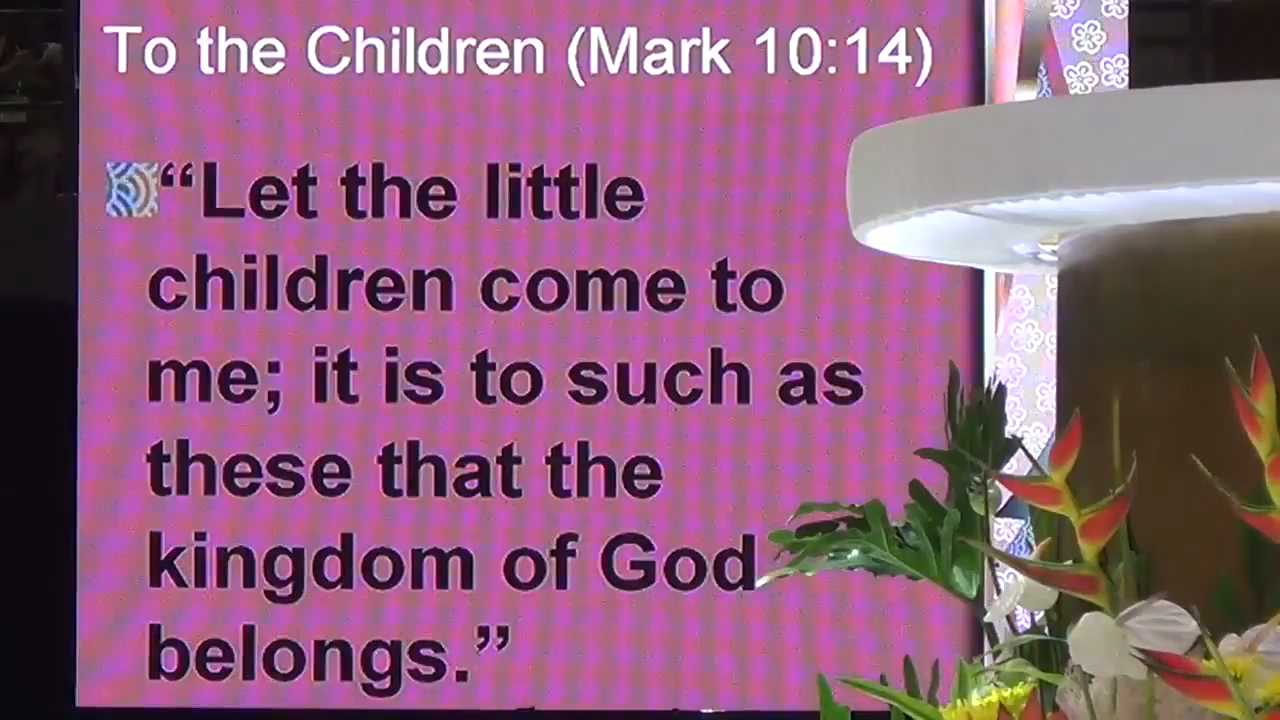 To the Children (Mark 10:14)
“Let the little
children come to
me; it is to such as
these that the
kingdom of God
belongs.”